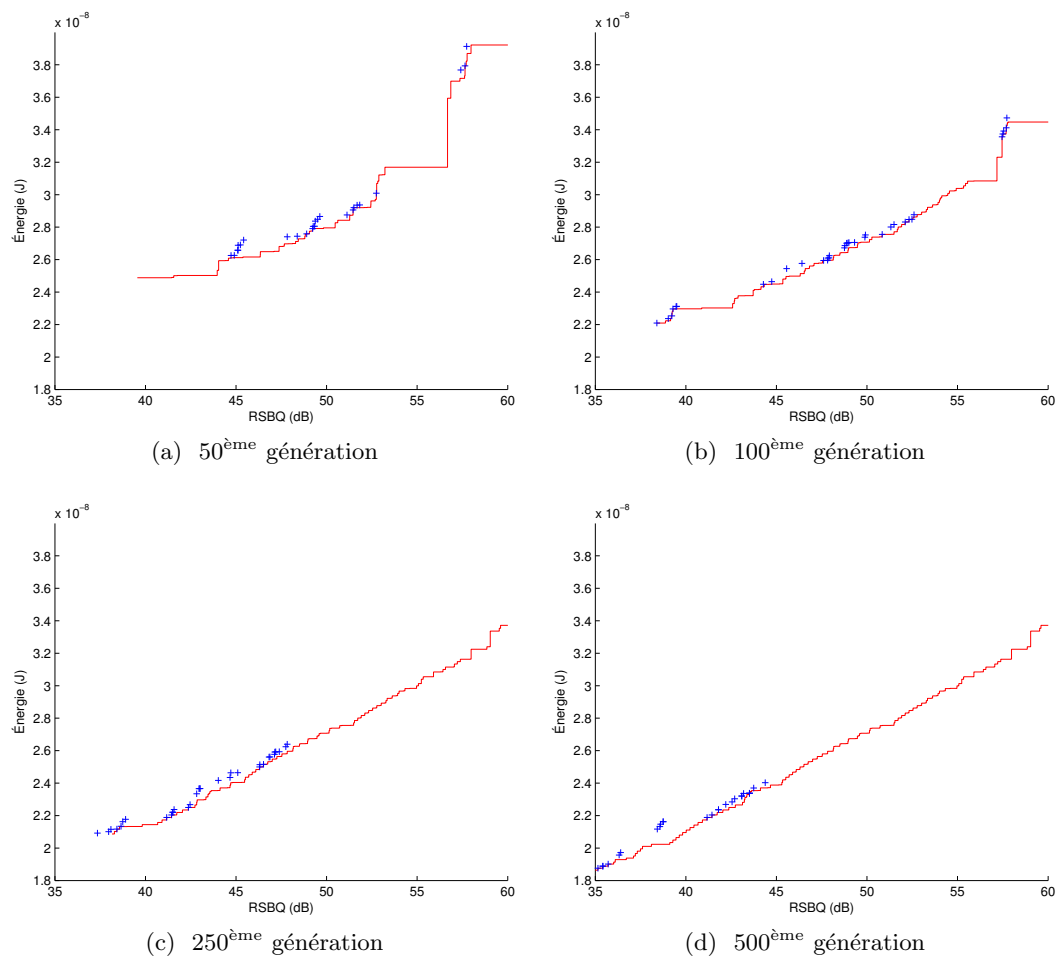 x 10⁻⁸
3.8
3.6
3.4
3.2
3
2.8
2.6
2.4
2.2
2
1.8
Énergie (J)
35 40 45 50 55 60
RSBQ (dB)
(a) 50ème génération
x 10⁻⁸
3.8
3.6
3.4
3.2
3
2.8
2.6
2.4
2.2
2
1.8
Énergie (J)
35 40 45 50 55 60
RSBQ (dB)
(b) 100ème génération
x 10⁻⁸
3.8
3.6
3.4
3.2
3
2.8
2.6
2.4
2.2
2
1.8
Énergie (J)
35 40 45 50 55 60
RSBQ (dB)
(c) 250ème génération
x 10⁻⁸
3.8
3.6
3.4
3.2
3
2.8
2.6
2.4
2.2
2
1.8
Énergie (J)
35 40 45 50 55 60
RSBQ (dB)
(d) 500ème génération